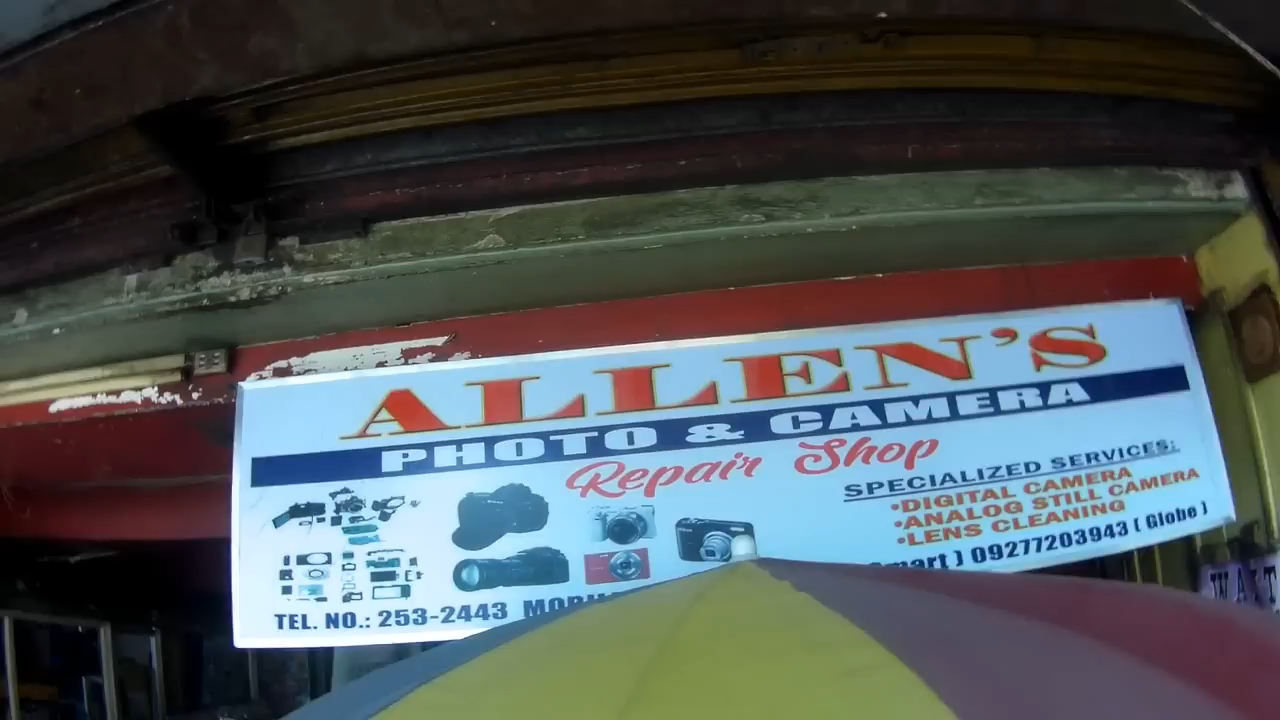 ALLEN'S
PHOTO & CAMERA
Repair Shop
SPECIALIZED SERVICES:
•DIGITAL CAMERA
•ANALOG STILL CAMERA
•LENS CLEANING
TEL. NO.: 253-2443 ) 09277203943 ( Globe )